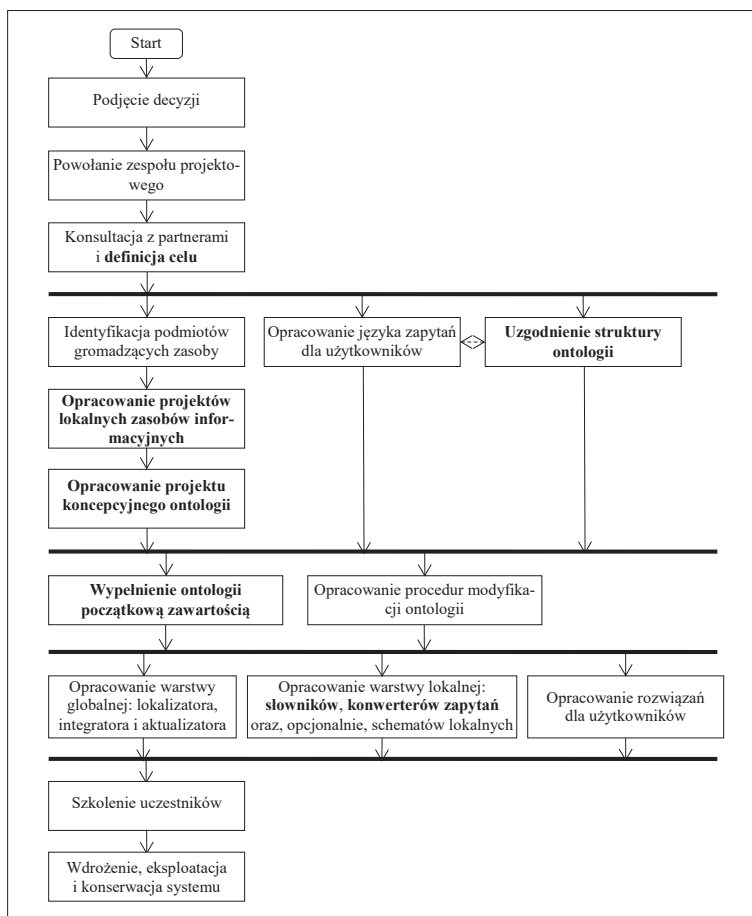 Start
Podjęcie decyzji
Powołanie zespołu projekto-
wego
Konsultacja z partnerami
i definicja celu
Identyfikacja podmiotów
gromadzących zasoby
Opracowanie języka zapytań
dla użytkowników
Uzgodnienie struktury
ontologii
Opracowanie projektów
lokalnych zasobów infor-
macyjnych
Opracowanie projektu
koncepcyjnego ontologii
Wypełnienie ontologii
początkową zawartością
Opracowanie procedur modyfika-
cji ontologii
Opracowanie warstwy
globalnej: lokalizatora,
integratora i aktualizatora
Opracowanie warstwy lokalnej:
słowników, konwerterów zapytań
oraz, opcjonalnie, schematów lokalnych
Opracowanie rozwiązań
dla użytkowników
Szkolenie uczestników
Wdrożenie, eksploatacja
i konserwacja systemu